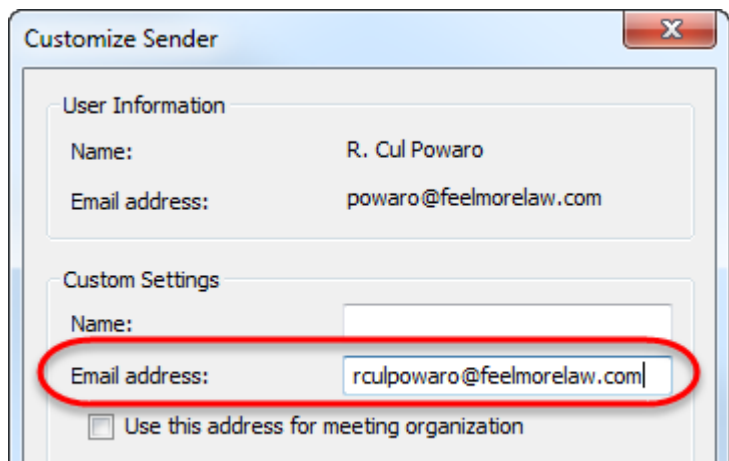 Customize Sender
User Information
Name: R. Cul Powaro
Email address: powaro@feelmorelaw.com
Custom Settings
Name:
Email address: rculpowaro@feelmorelaw.com
Use this address for meeting organization